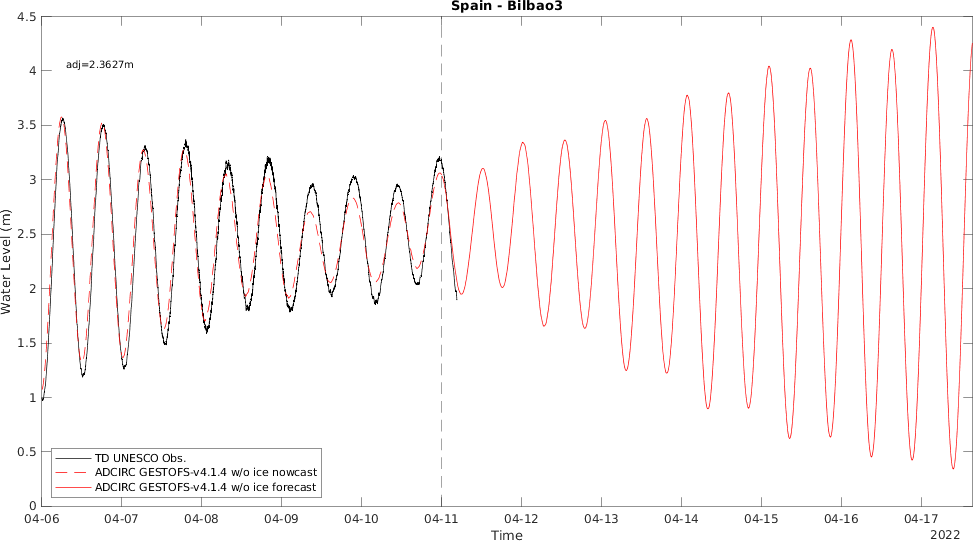 Spain - Bilbao3
adj=2.3627m
4.5
4
3.5
3
2.5
2
1.5
1
0.5
0
Water Level (m)
TD UNESCO Obs.
ADCIRC GESTOFS-v4.1.4 w/o ice nowcast
ADCIRC GESTOFS-v4.1.4 w/o ice forecast
04-06 04-07 04-08 04-09 04-10 04-11 04-12 04-13 04-14 04-15 04-16 04-17
2022
Time